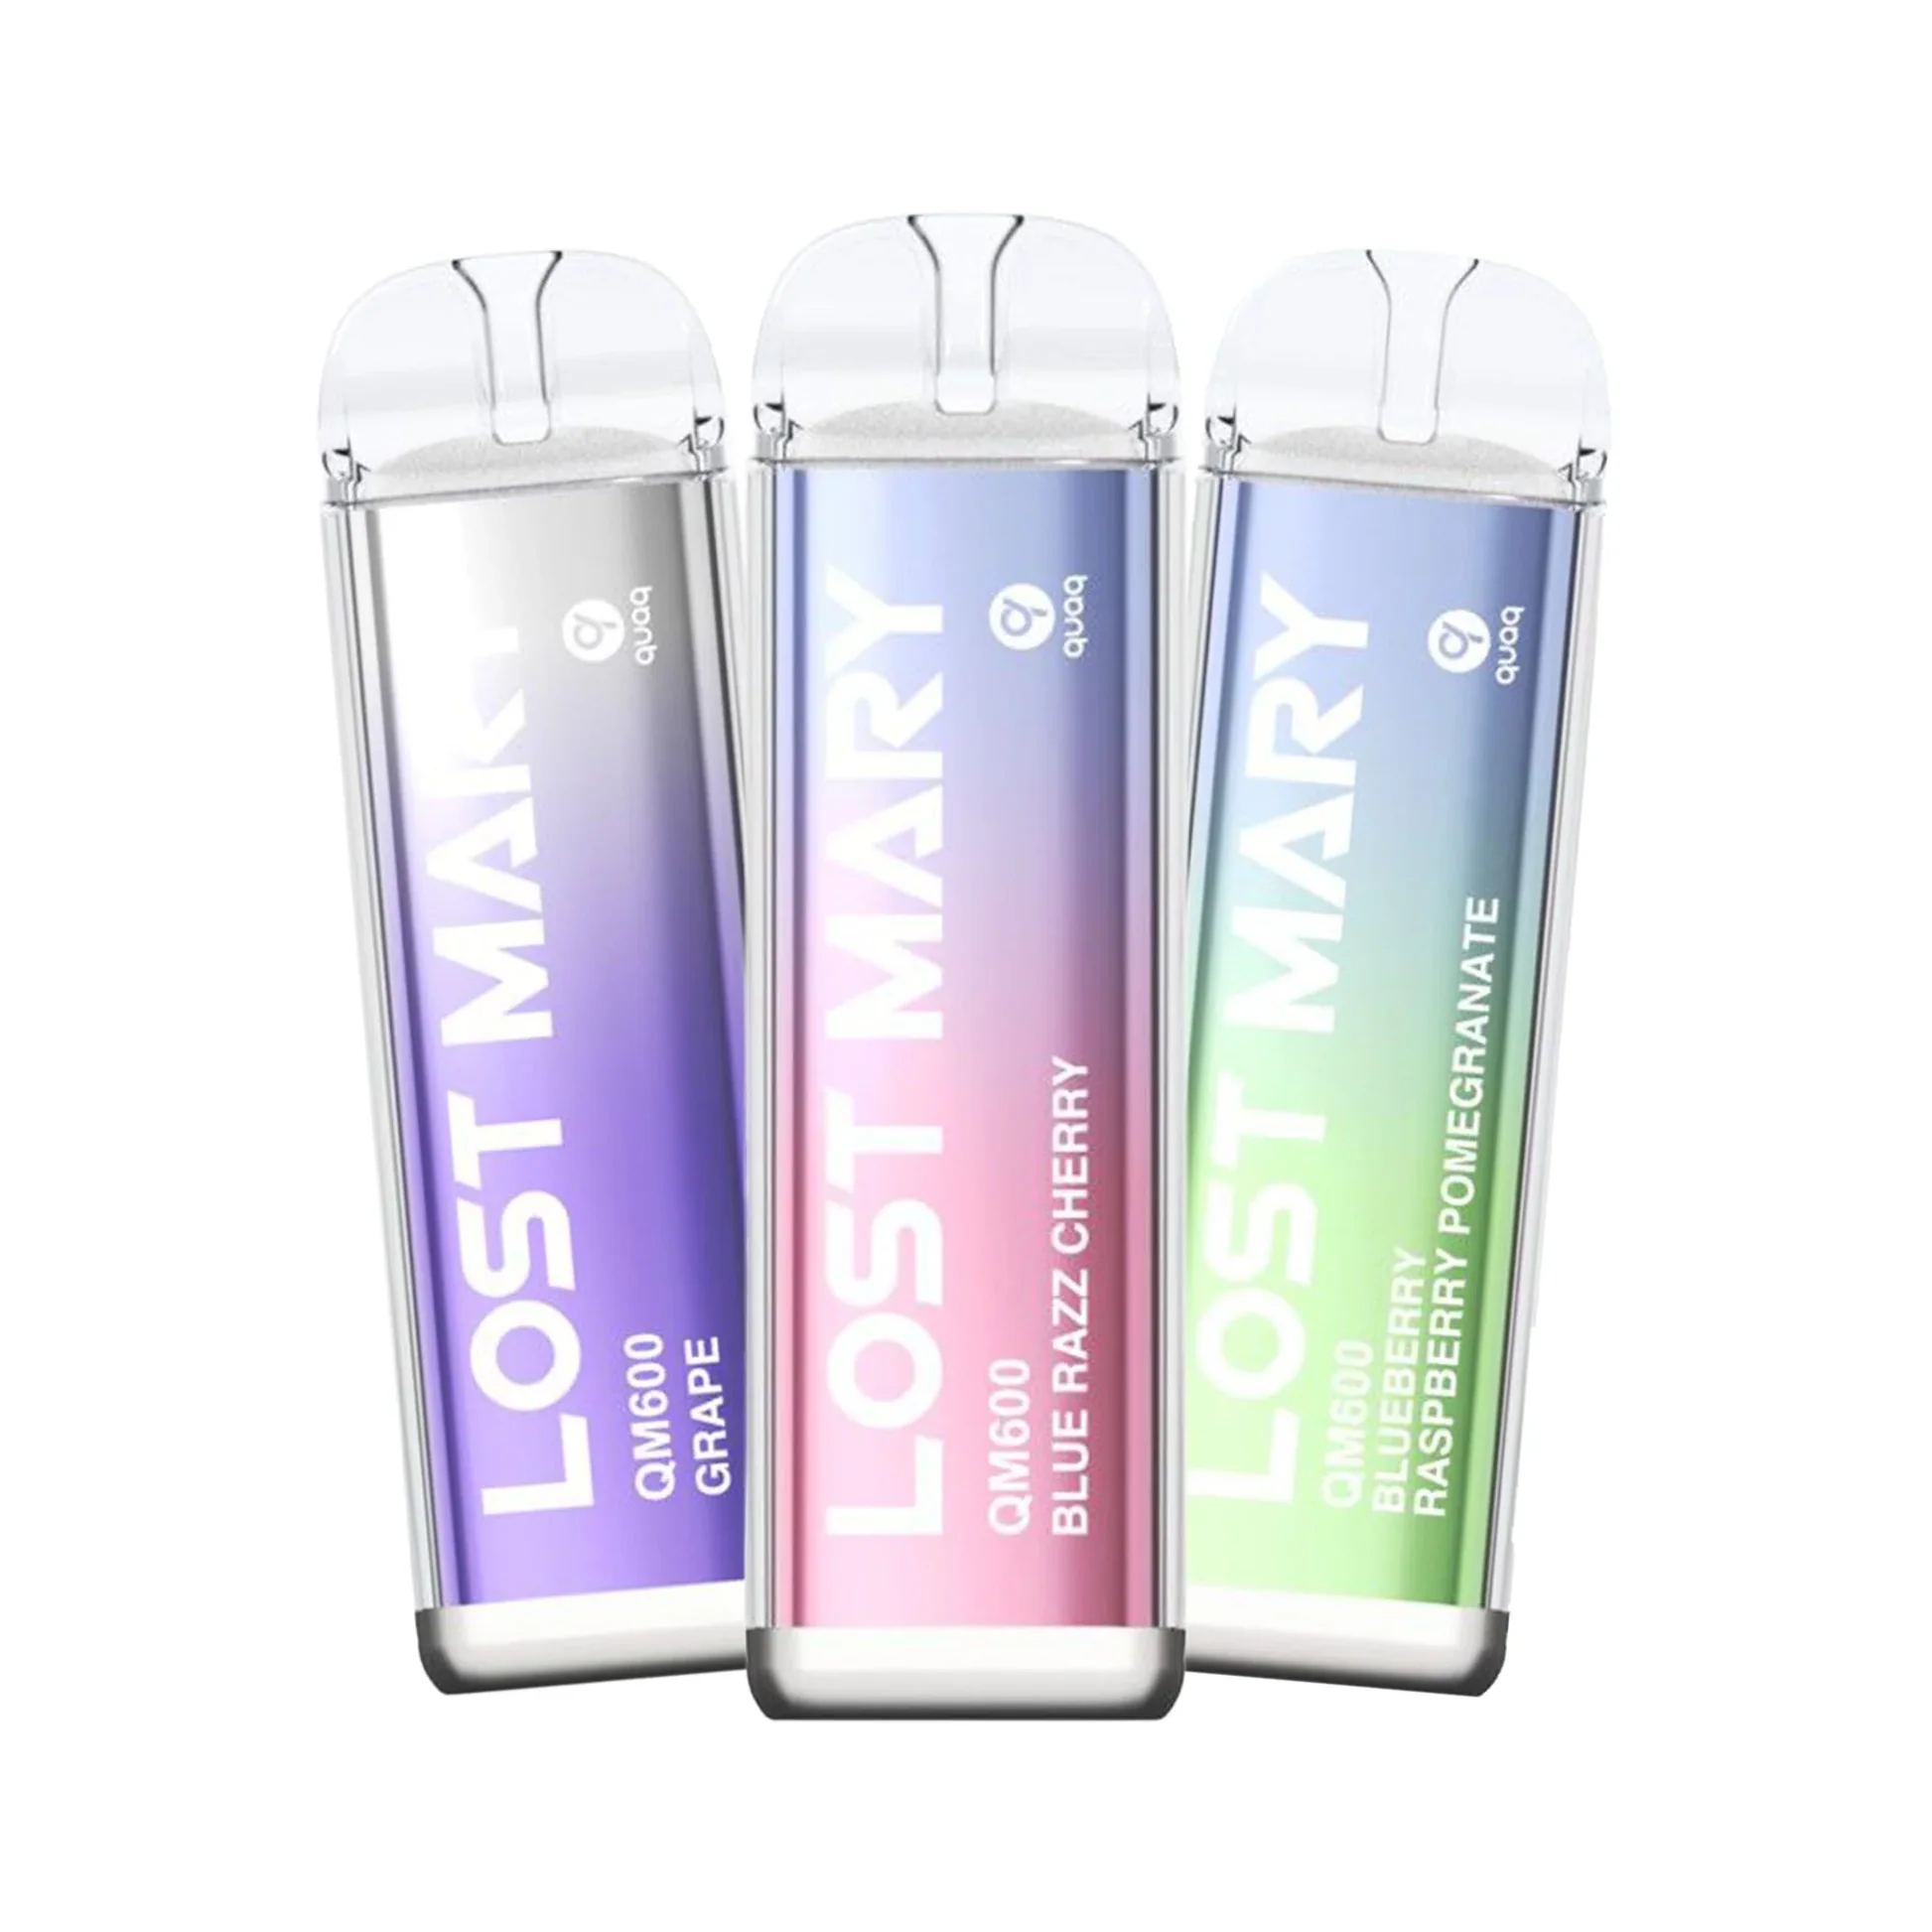 LOST MARY
quaq
QM600
GRAPE
LOST MARY
quaq
QM600
BLUE RAZZ CHERRY
LOST MARY
quaq
QM600
BLUEBERRY
RASPBERRY POMEGRANATE